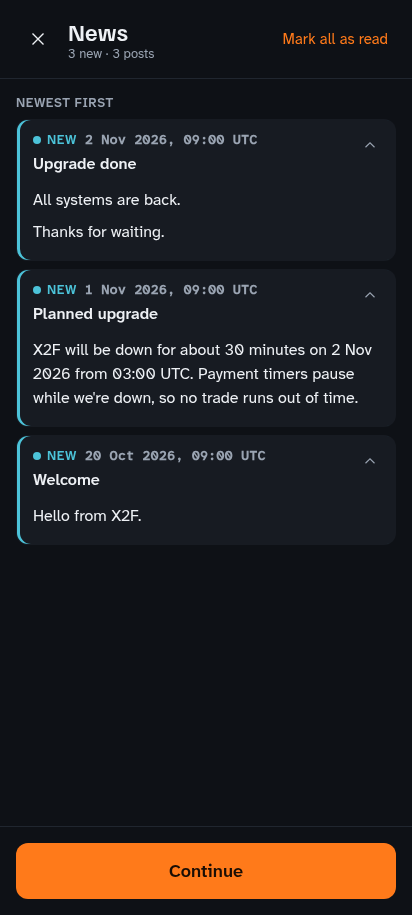 News
3 new · 3 posts
Mark all as read
NEWEST FIRST
NEW 2 Nov 2026, 09:00 UTC
Upgrade done
All systems are back.
Thanks for waiting.
NEW 1 Nov 2026, 09:00 UTC
Planned upgrade
X2F will be down for about 30 minutes on 2 Nov
2026 from 03:00 UTC. Payment timers pause
while we're down, so no trade runs out of time.
NEW 20 Oct 2026, 09:00 UTC
Welcome
Hello from X2F.
Continue